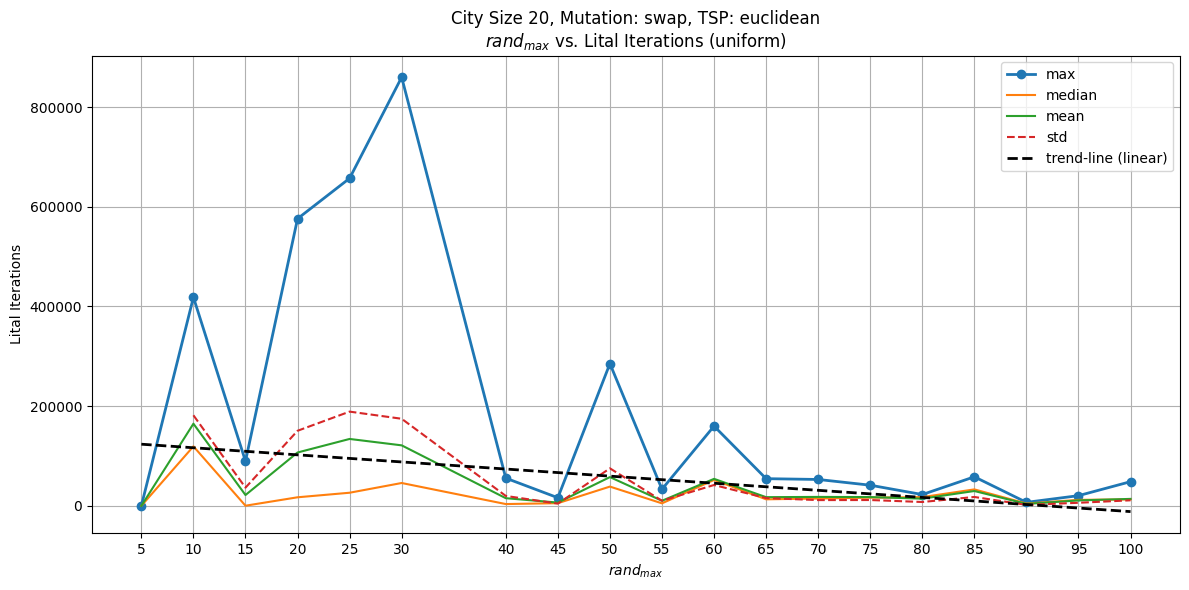 City Size 20, Mutation: swap, TSP: euclidean
rand_max vs. Lital Iterations (uniform)
max
median
mean
std
trend-line (linear)
Lital Iterations
800000
600000
400000
200000
0
5 10 15 20 25 30 40 45 50 55 60 65 70 75 80 85 90 95 100
rand_max